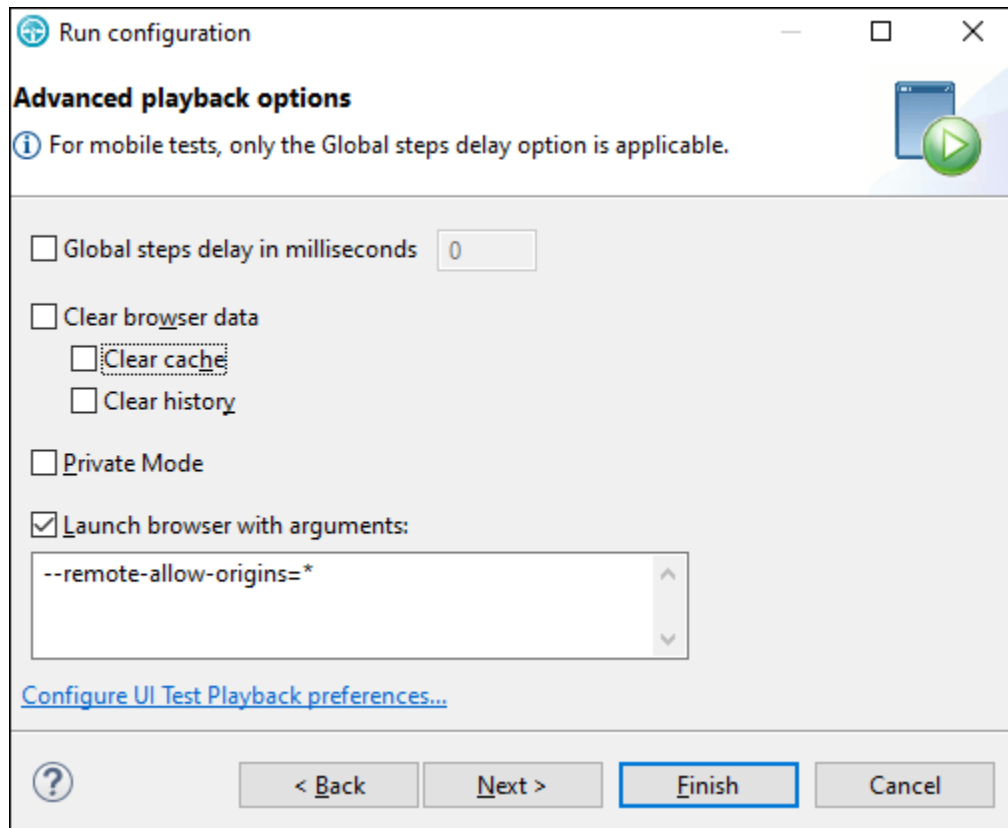 Run configuration
Advanced playback options
For mobile tests, only the Global steps delay option is applicable.
Global steps delay in milliseconds 0
Clear browser data
Clear cache
Clear history
Private Mode
Launch browser with arguments:
--remote-allow-origins=*
Configure UI Test Playback preferences...
< Back Next > Finish Cancel